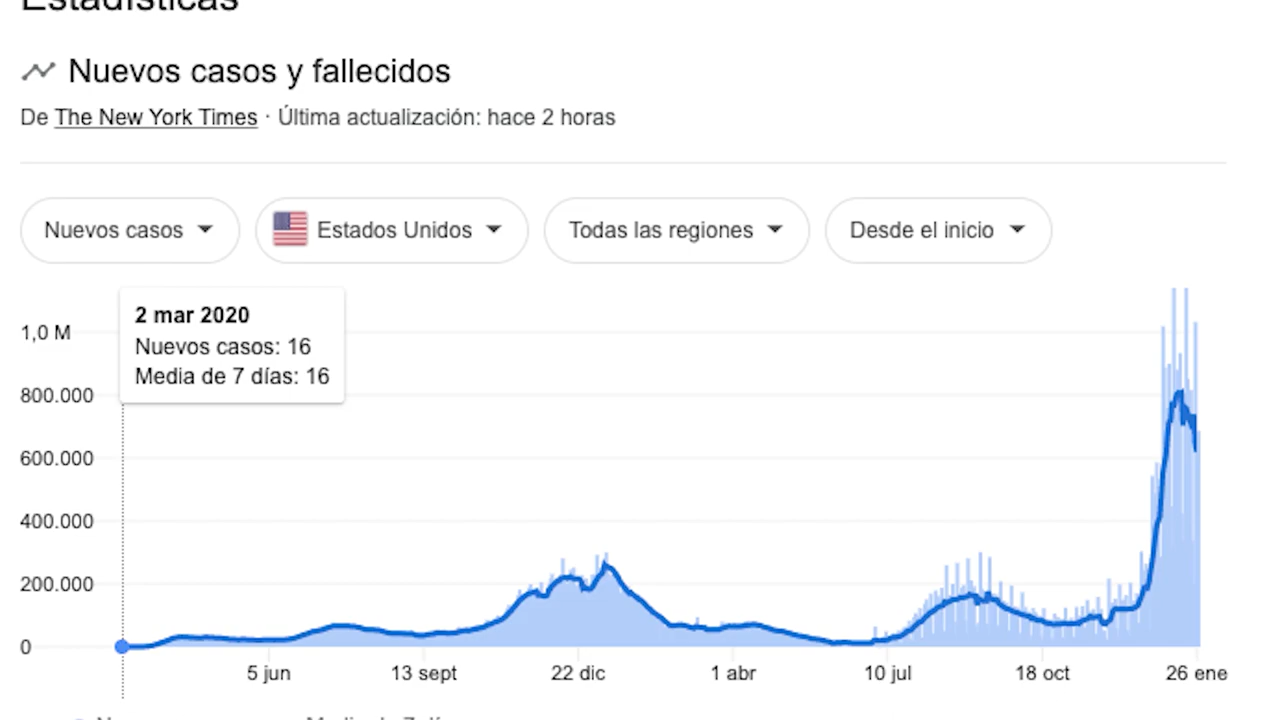 Estadísticas
Nuevos casos y fallecidos
De The New York Times · Última actualización: hace 2 horas
Nuevos casos
Estados Unidos
Todas las regiones
Desde el inicio
2 mar 2020
Nuevos casos: 16
Media de 7 días: 16
1,0 M
800.000
600.000
400.000
200.000
0
5 jun
13 sept
22 dic
1 abr
10 jul
18 oct
26 ene